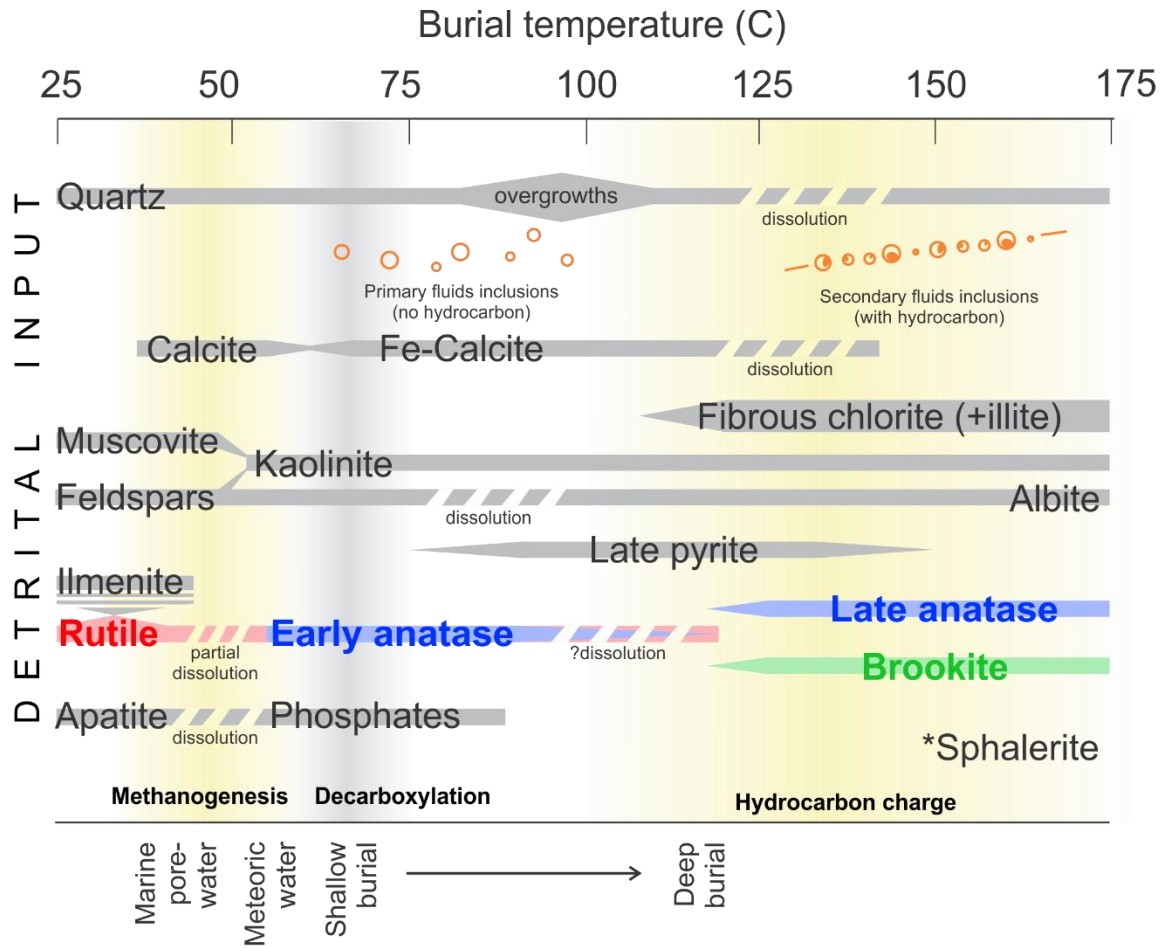 Burial temperature (C)
25 50 75 100 125 150 175
DETRITAL INPUT
Quartz
overgrowths
dissolution
Primary fluids inclusions
(no hydrocarbon)
Secondary fluids inclusions
(with hydrocarbon)
Calcite
Fe-Calcite
dissolution
Fibrous chlorite (+illite)
Muscovite
Kaolinite
Feldspars
dissolution
Albite
Late pyrite
Ilmenite
Late anatase
Rutile
partial
dissolution
Early anatase
?dissolution
Brookite
Apatite
dissolution
Phosphates
*Sphalerite
Methanogenesis
Decarboxylation
Hydrocarbon charge
Marine
pore-
water
Meteoric
water
Shallow
burial
Deep
burial